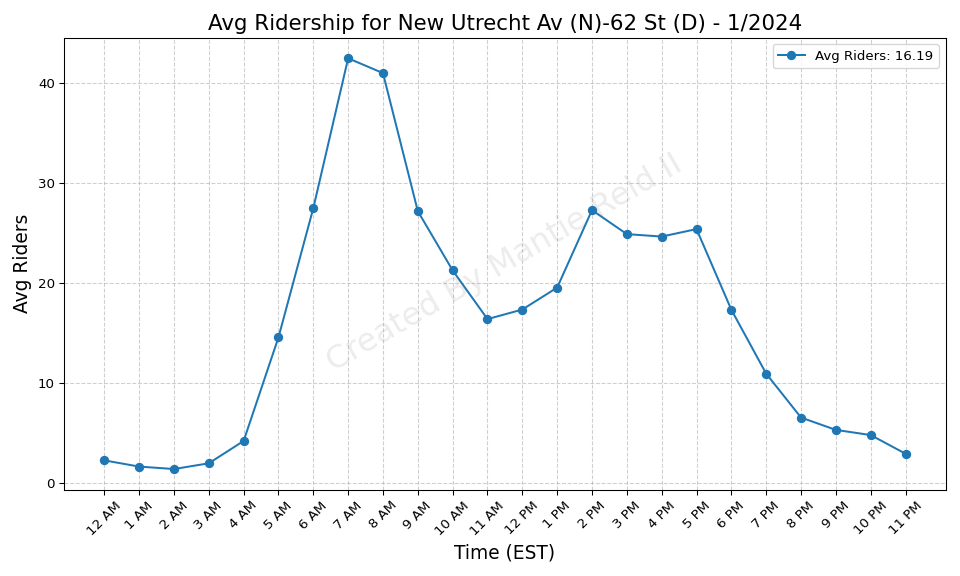 Avg Ridership for New Utrecht Av (N)-62 St (D) - 1/2024
Avg Riders: 16.19
Avg Riders
40
30
20
10
0
Created By Mantie Reid II
12 AM
1 AM
2 AM
3 AM
4 AM
5 AM
6 AM
7 AM
8 AM
9 AM
10 AM
11 AM
12 PM
1 PM
2 PM
3 PM
4 PM
5 PM
6 PM
7 PM
8 PM
9 PM
10 PM
11 PM
Time (EST)